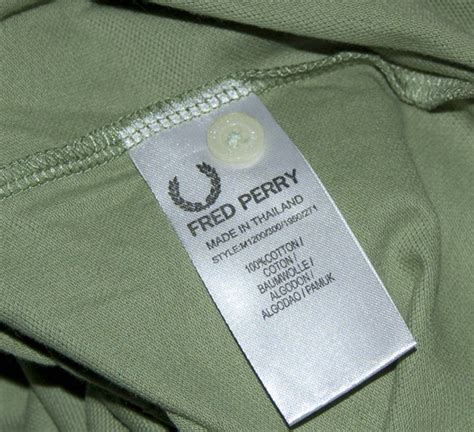 FRED PERRY
MADE IN THAILAND
STYLE:M1200/300/1950/271
100%COTTON/
COTON/
BAUMWOLLE/
ALGODON/
ALGODAO/ PAMUK